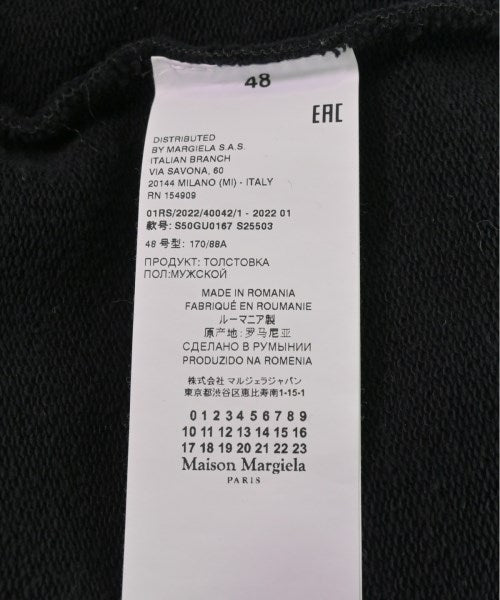 48
EAC
DISTRIBUTED
BY MARGIELA S.A.S.
ITALIAN BRANCH
VIA SAVONA, 60
20144 MILANO (MI) - ITALY
RN 154909
01RS/2022/40042/1 - 2022 01
款号: S50GU0167 S25503
48 号型: 170/88A
ПРОДУКТ: ТОЛСТОВКА
ПОЛ:МУЖСКОЙ
MADE IN ROMANIA
FABRIQUÉ EN ROUMANIE
ルーマニア製
原产地: 罗马尼亚
СДЕЛАНО В РУМЫНИИ
PRODUZIDO NA ROMENIA
株式会社 マルジェラジャパン
東京都渋谷区恵比寿南1-15-1
0 1 2 3 4 5 6 7 8 9
10 11 12 13 14 15 16
17 18 19 20 21 22 23
Maison Margiela
PARIS